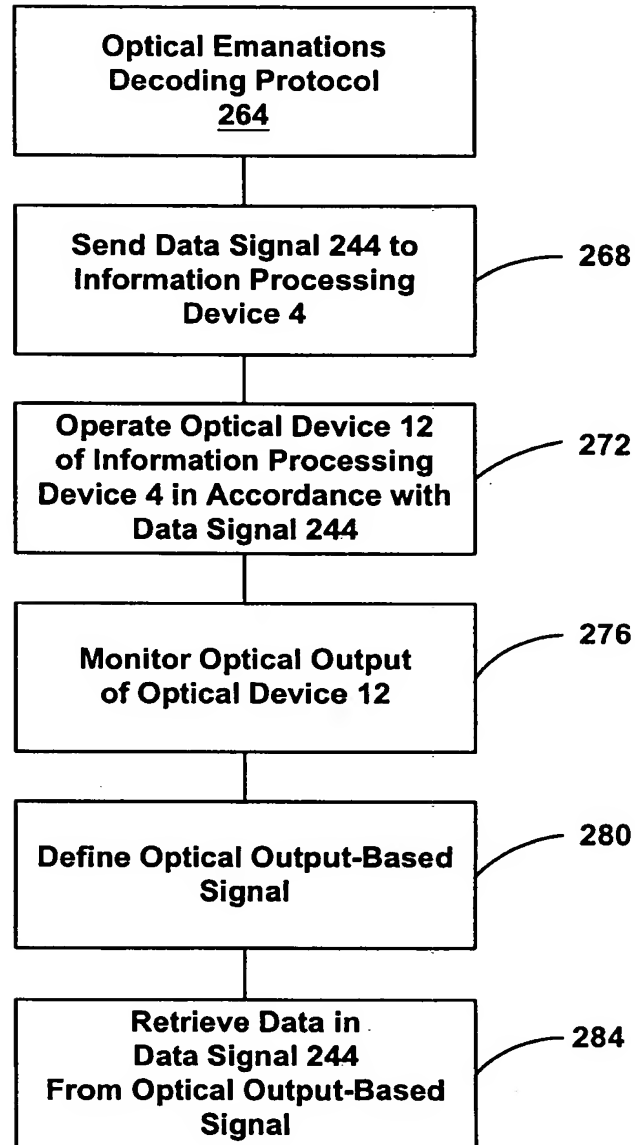 Optical Emanations
Decoding Protocol
264
Send Data Signal 244 to
Information Processing
Device 4
268
Operate Optical Device 12
of Information Processing
Device 4 in Accordance with
Data Signal 244
272
Monitor Optical Output
of Optical Device 12
276
Define Optical Output-Based
Signal
280
Retrieve Data in
Data Signal 244
From Optical Output-Based
Signal
284